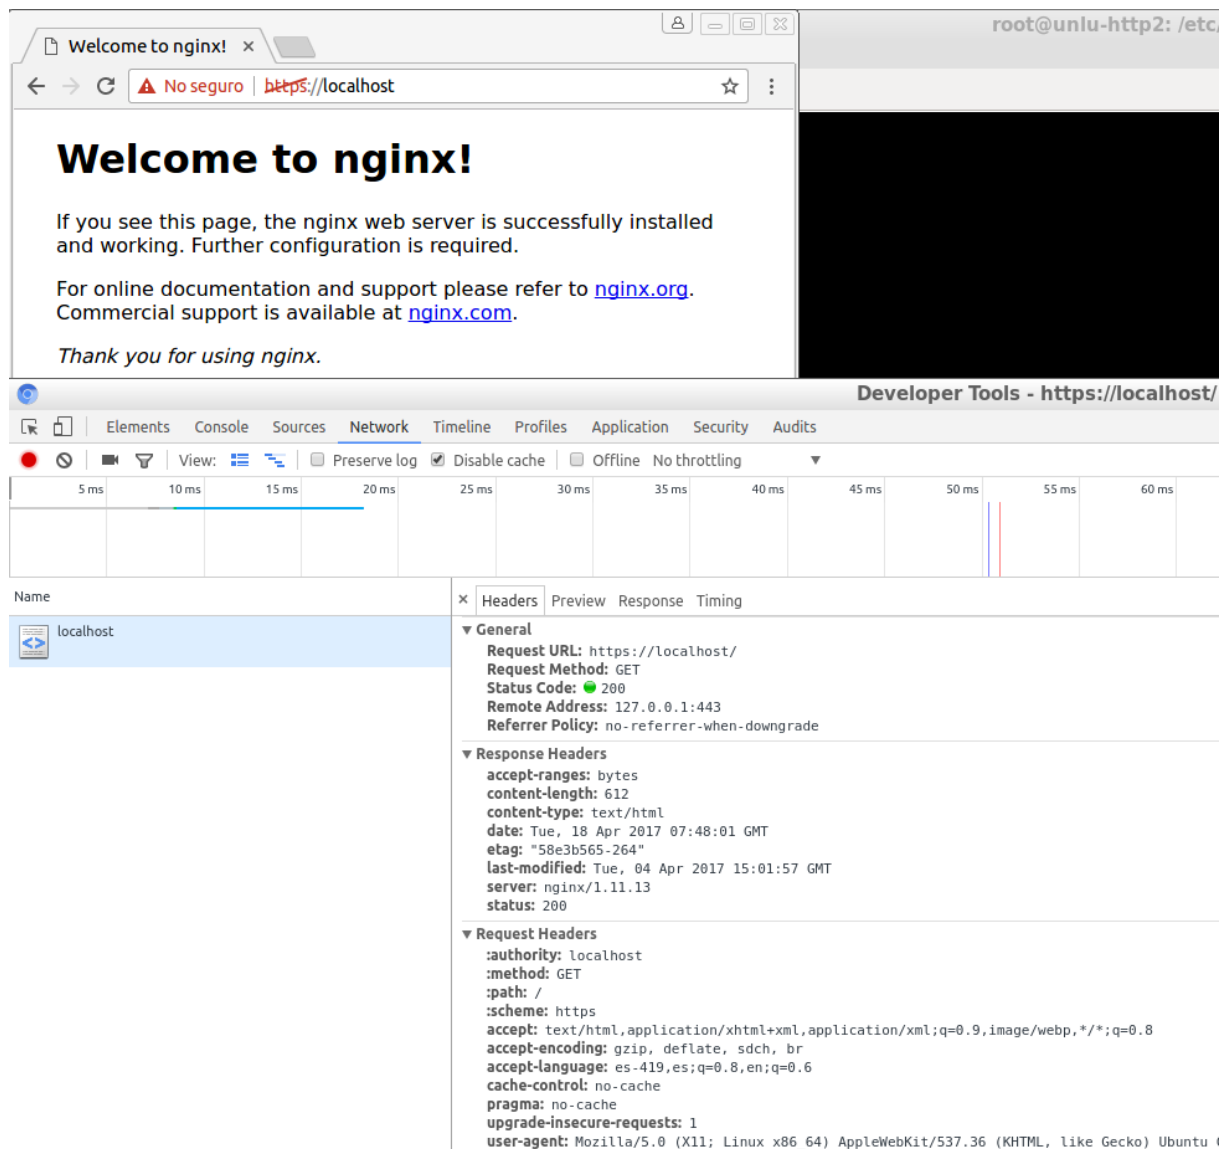 root@unlu-http2: /etc/
Welcome to nginx!
No seguro https://localhost
Welcome to nginx!
If you see this page, the nginx web server is successfully installed
and working. Further configuration is required.
For online documentation and support please refer to nginx.org.
Commercial support is available at nginx.com.
Thank you for using nginx.
Developer Tools - https://localhost/
Elements Console Sources Network Timeline Profiles Application Security Audits
View: Preserve log Disable cache Offline No throttling
5 ms 10 ms 15 ms 20 ms 25 ms 30 ms 35 ms 40 ms 45 ms 50 ms 55 ms 60 ms
Name
Headers Preview Response Timing
localhost
General
Request URL: https://localhost/
Request Method: GET
Status Code: 200
Remote Address: 127.0.0.1:443
Referrer Policy: no-referrer-when-downgrade
Response Headers
accept-ranges: bytes
content-length: 612
content-type: text/html
date: Tue, 18 Apr 2017 07:48:01 GMT
etag: "58e3b565-264"
last-modified: Tue, 04 Apr 2017 15:01:57 GMT
server: nginx/1.11.13
status: 200
Request Headers
:authority: localhost
:method: GET
:path: /
:scheme: https
accept: text/html,application/xhtml+xml,application/xml;q=0.9,image/webp,*/*;q=0.8
accept-encoding: gzip, deflate, sdch, br
accept-language: es-419,es;q=0.8,en;q=0.6
cache-control: no-cache
pragma: no-cache
upgrade-insecure-requests: 1
user-agent: Mozilla/5.0 (X11; Linux x86 64) AppleWebKit/537.36 (KHTML, like Gecko) Ubuntu